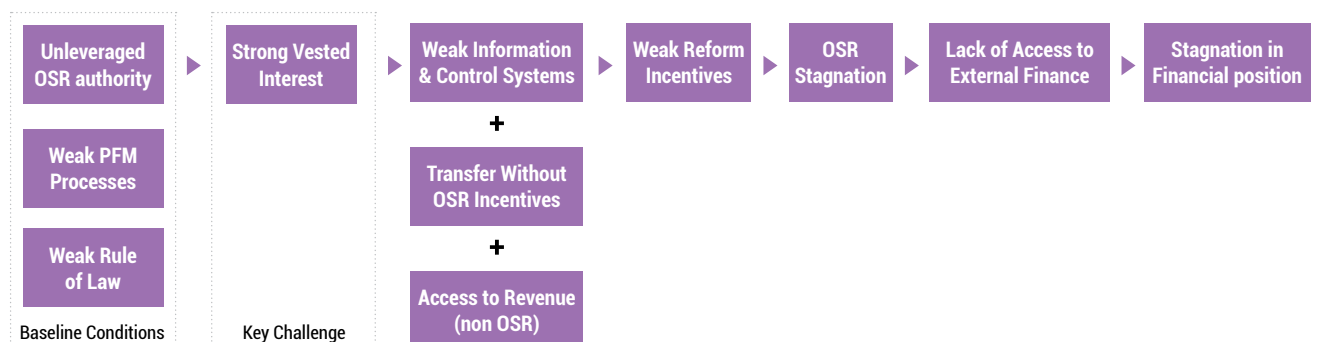 Unleveraged
OSR authority
Weak PFM
Processes
Weak Rule
of Law
Baseline Conditions
Strong Vested
Interest
Key Challenge
Weak Information
& Control Systems
+
Transfer Without
OSR Incentives
+
Access to Revenue
(non OSR)
Weak Reform
Incentives
OSR
Stagnation
Lack of Access to
External Finance
Stagnation in
Financial position